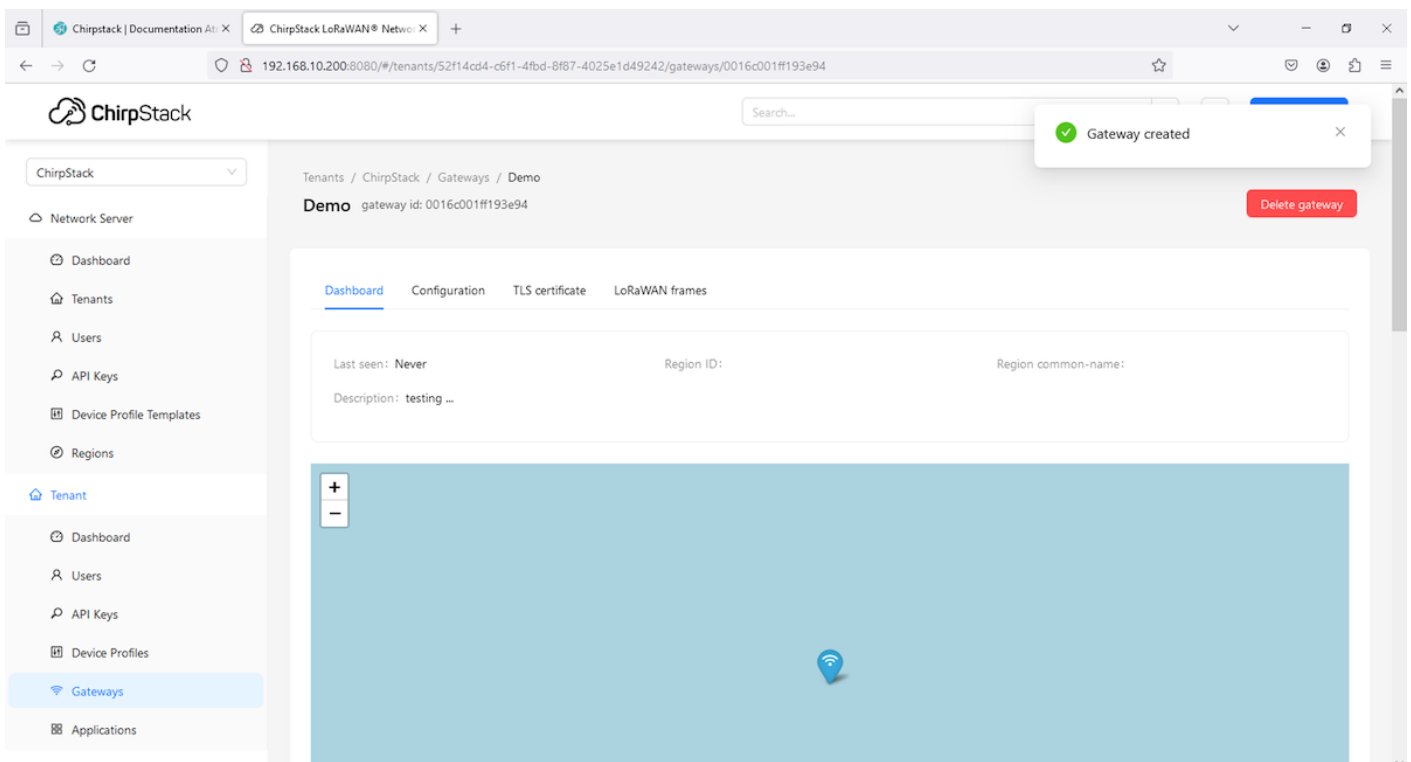 Chirpstack | Documentation At
ChirpStack LoRaWAN® Networ
192.168.10.200:8080/#/tenants/52f14cd4-c6f1-4fbd-8f87-4025e1d49242/gateways/0016c001ff193e94
ChirpStack
Search...
Gateway created
ChirpStack
Network Server
Dashboard
Tenants
Users
API Keys
Device Profile Templates
Regions
Tenant
Dashboard
Users
API Keys
Device Profiles
Gateways
Applications
Tenants / ChirpStack / Gateways / Demo
Demo gateway id: 0016c001ff193e94
Delete gateway
Dashboard Configuration TLS certificate LoRaWAN frames
Last seen: Never Region ID: Region common-name:
Description: testing ...
+
−